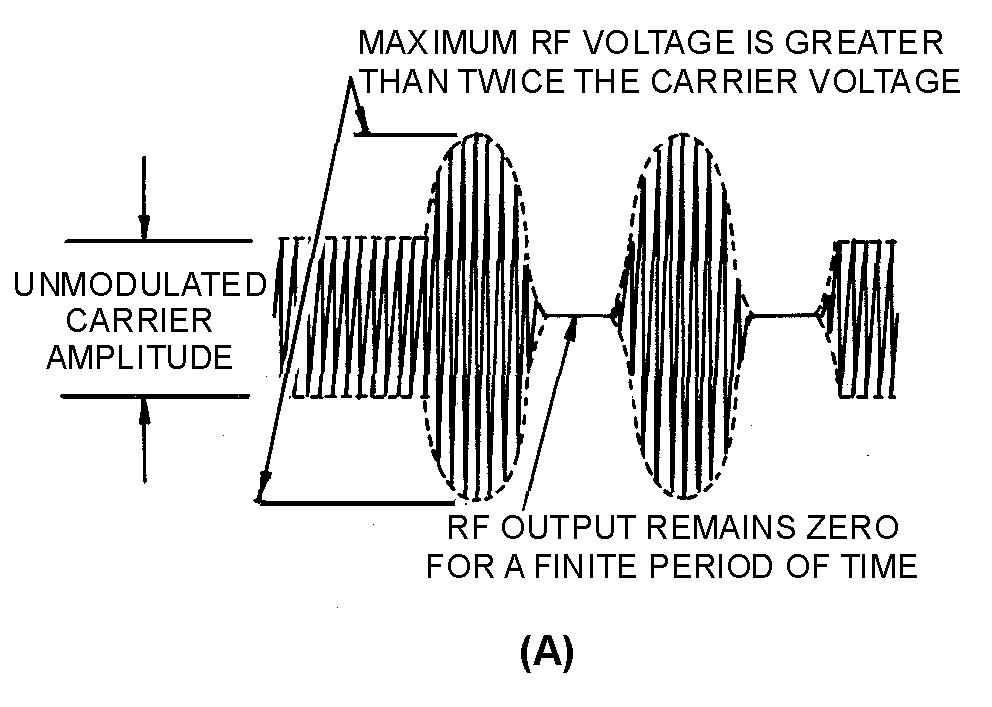 MAXIMUM RF VOLTAGE IS GREATER
THAN TWICE THE CARRIER VOLTAGE
UNMODULATED
CARRIER
AMPLITUDE
RF OUTPUT REMAINS ZERO
FOR A FINITE PERIOD OF TIME
(A)